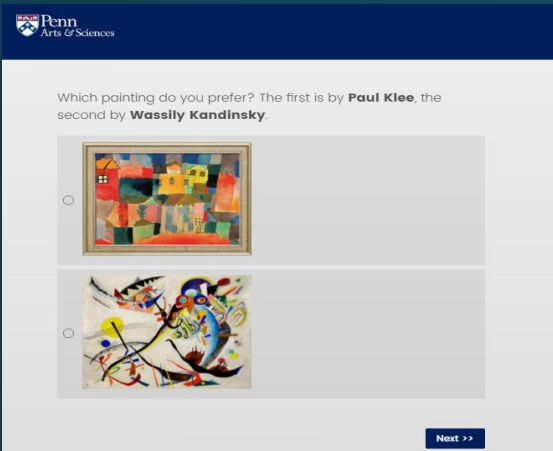 Penn
Arts & Sciences
Which painting do you prefer? The first is by Paul Klee, the
second by Wassily Kandinsky.
Next >>